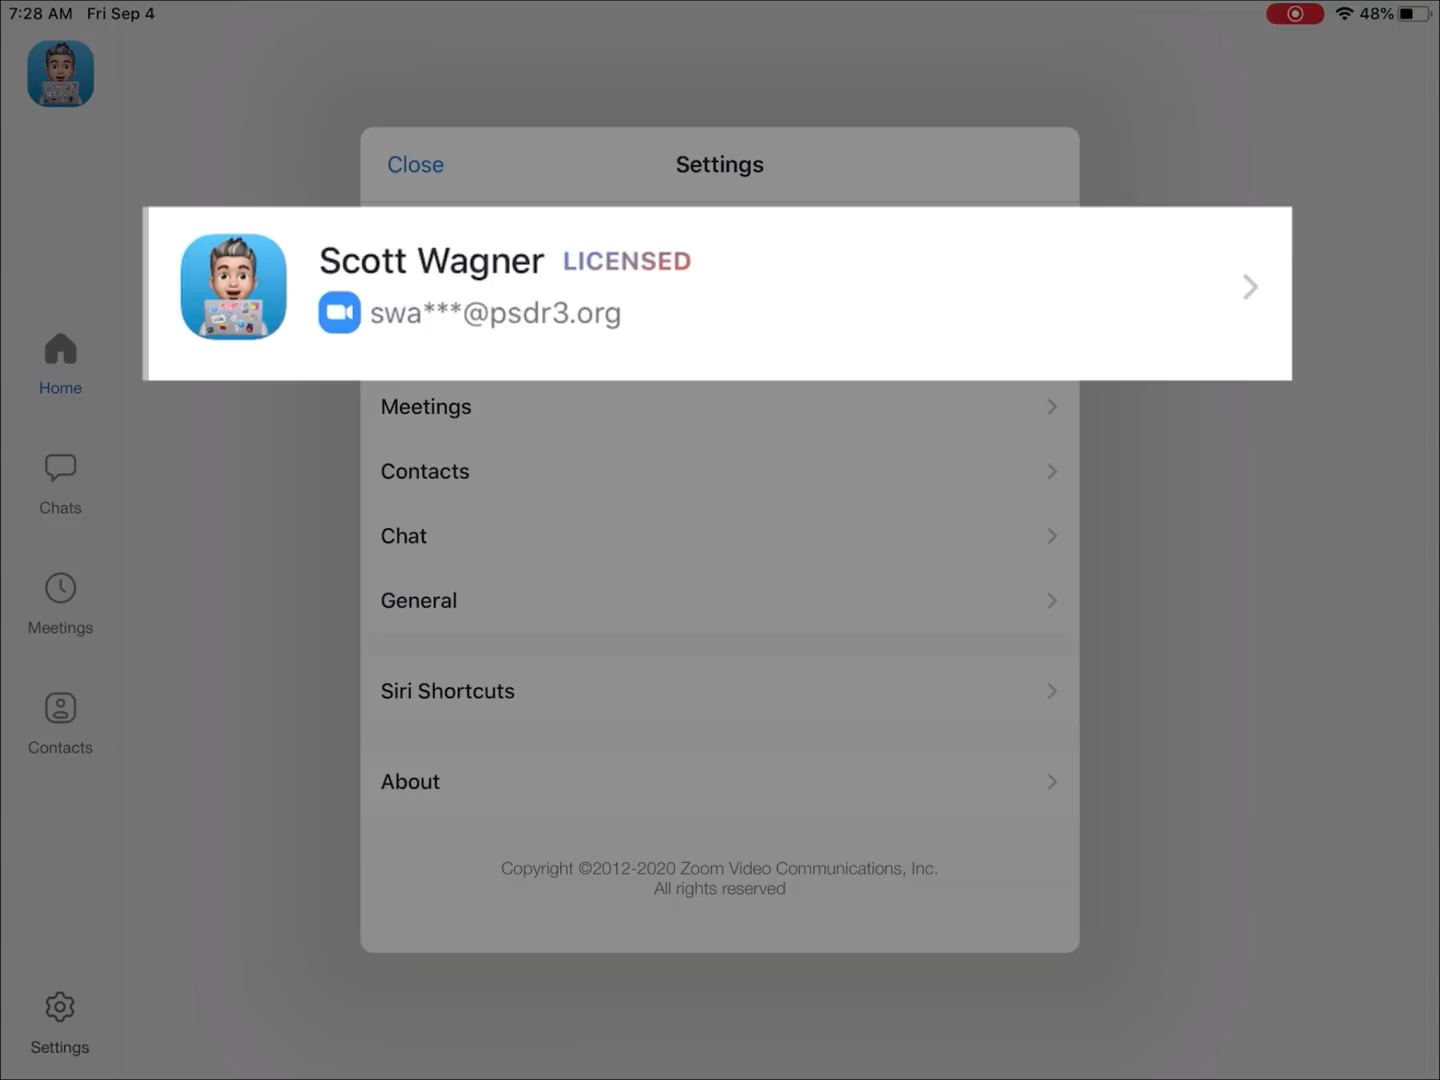 7:28 AM Fri Sep 4
48%
Close
Settings
Scott Wagner LICENSED
swa***@psdr3.org
Home
Chats
Meetings
Contacts
Settings
Meetings
Contacts
Chat
General
Siri Shortcuts
About
Copyright ©2012-2020 Zoom Video Communications, Inc.
All rights reserved